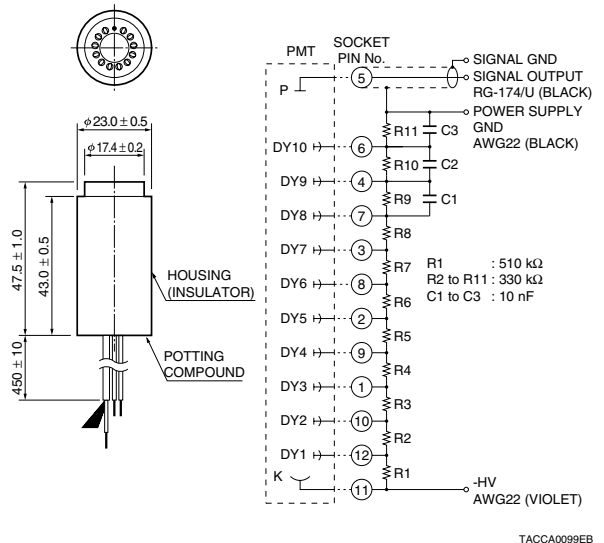 SOCKET
PMT
PIN No.
SIGNAL GND
P
5
SIGNAL OUTPUT
RG-174/U (BLACK)
POWER SUPPLY
GND
AWG22 (BLACK)
R11
C3
DY10
6
R10
C2
DY9
4
R9
C1
DY8
7
R8
DY7
3
R7
DY6
8
R6
DY5
2
R5
DY4
9
R4
DY3
1
R3
DY2
10
R2
DY1
12
R1
K
11
-HV
AWG22 (VIOLET)
R1 : 510 kΩ
R2 to R11 : 330 kΩ
C1 to C3 : 10 nF
φ23.0 ± 0.5
φ17.4 ± 0.2
47.5 ± 1.0
43.0 ± 0.5
HOUSING
(INSULATOR)
450 ± 10
POTTING
COMPOUND
TACCA0099EB